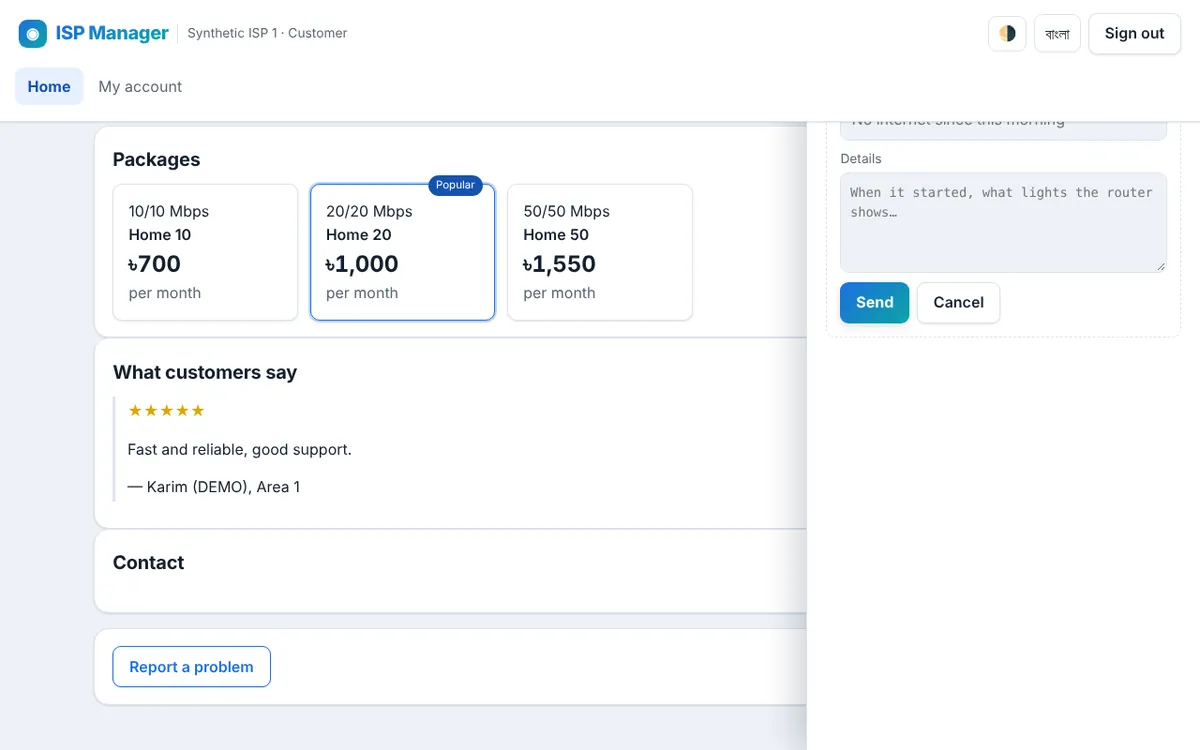 ISP Manager
Synthetic ISP 1 · Customer
বাংলা
Sign out
Home
My account
Packages
10/10 Mbps
Home 10
৳700
per month
Popular
20/20 Mbps
Home 20
৳1,000
per month
50/50 Mbps
Home 50
৳1,550
per month
What customers say
★★★★★
Fast and reliable, good support.
— Karim (DEMO), Area 1
Contact
Report a problem
No internet since this morning
Details
When it started, what lights the router
shows…
Send
Cancel